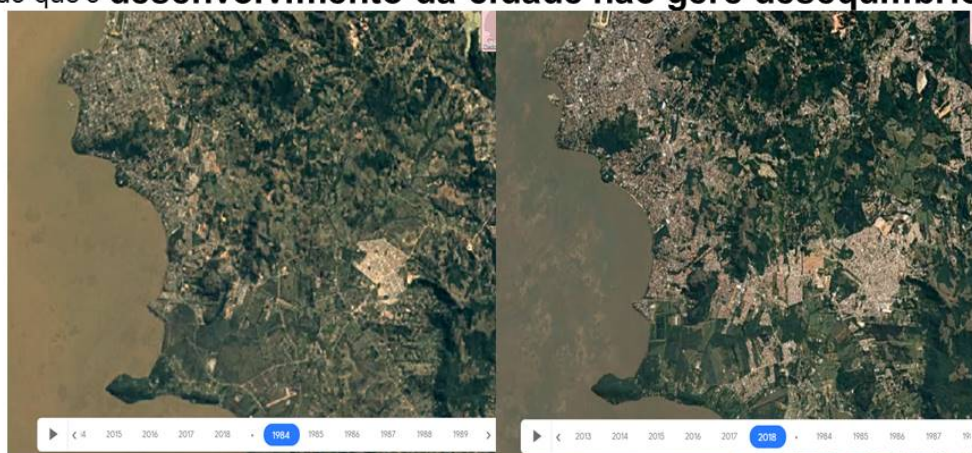 que o desenvolvimento da cidade não gere
4 2015 2016 2017 2018 • 1984 1985 1986 1987 1988 1989
2013 2014 2015 2016 2017 2018 • 1984 1985 1986 1987